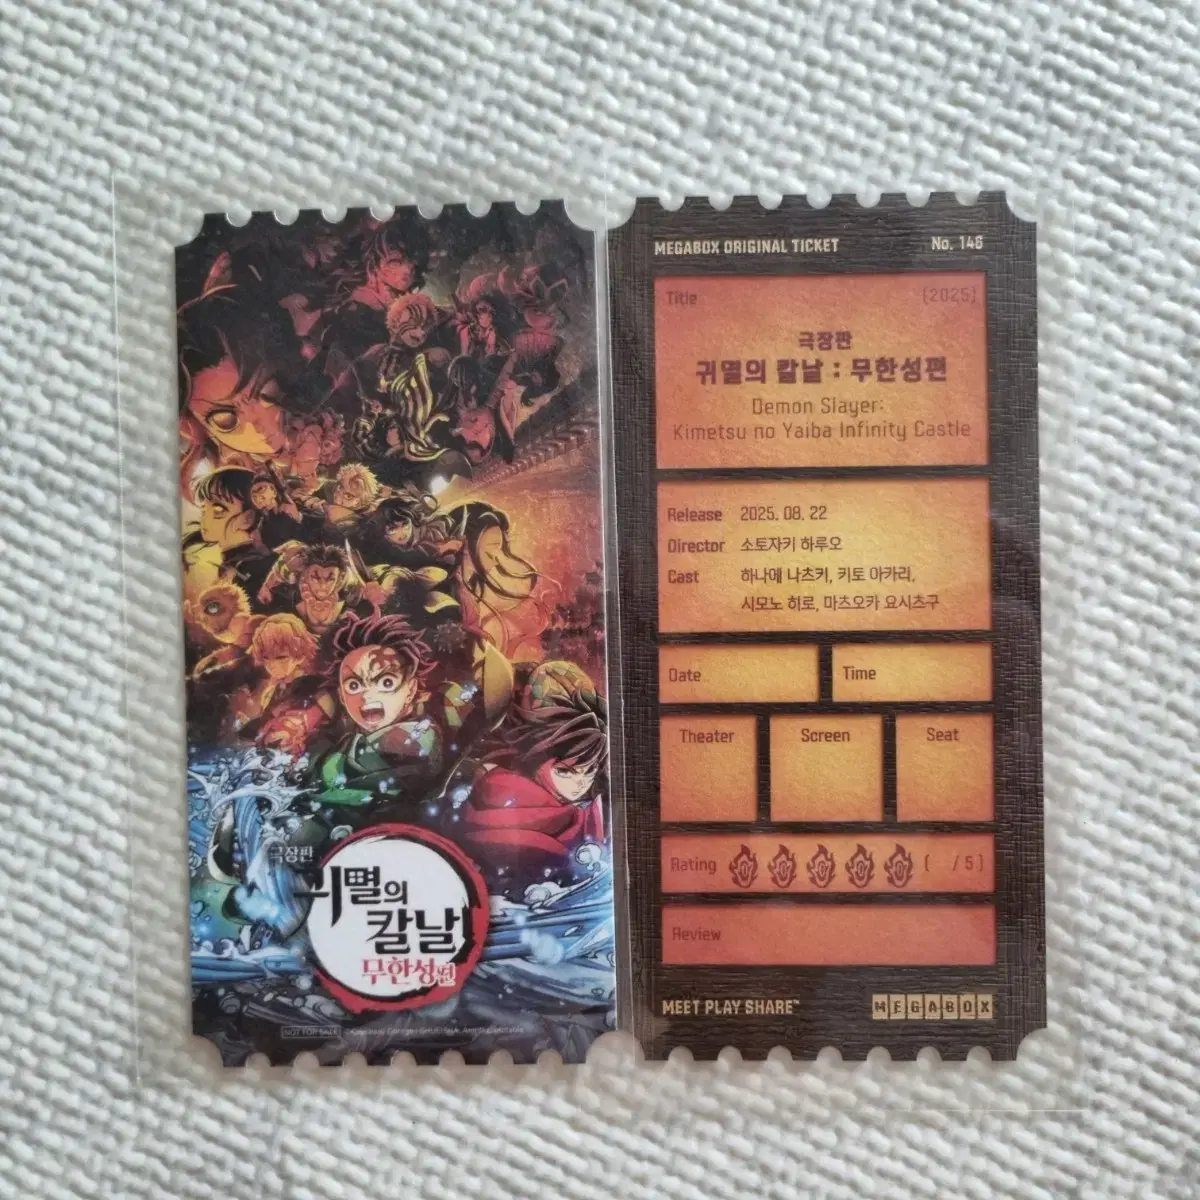 극장판
귀멸의
칼날
무한성편
NOT FOR SALE
MEGABOX ORIGINAL TICKET
No. 146
Title
(2025)
극장판
귀멸의 칼날 : 무한성편
Demon Slayer:
Kimetsu no Yaiba Infinity Castle
Release 2025. 08. 22
Director 소토자키 하루오
Cast 하나에 나츠키, 키토 아카리,
시모노 히로, 마츠오카 요시츠구
Date
Time
Theater
Screen
Seat
Rating ( / 5 )
Review
MEET PLAY SHARE™
MEGABOX